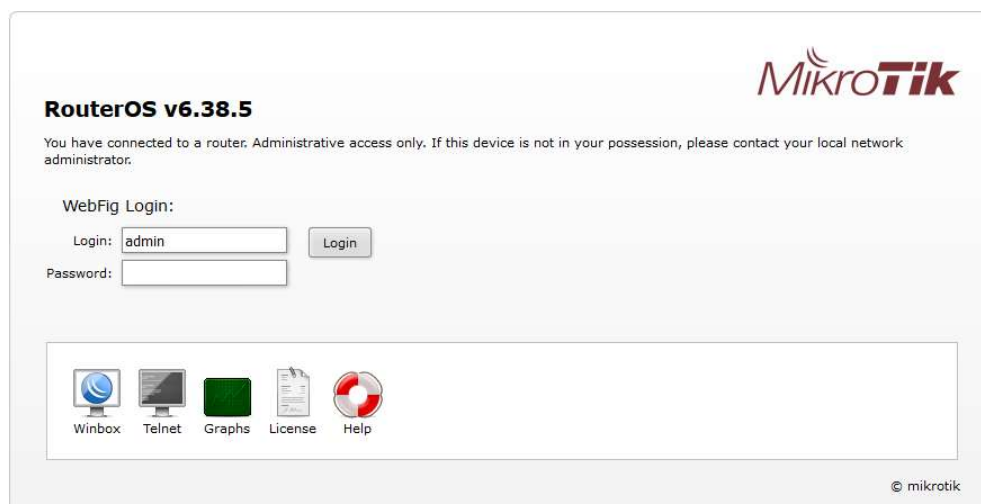 MikroTik
RouterOS v6.38.5
You have connected to a router. Administrative access only. If this device is not in your possession, please contact your local network
administrator.
WebFig Login:
Login: admin Login
Password:
Winbox Telnet Graphs License Help
© mikrotik